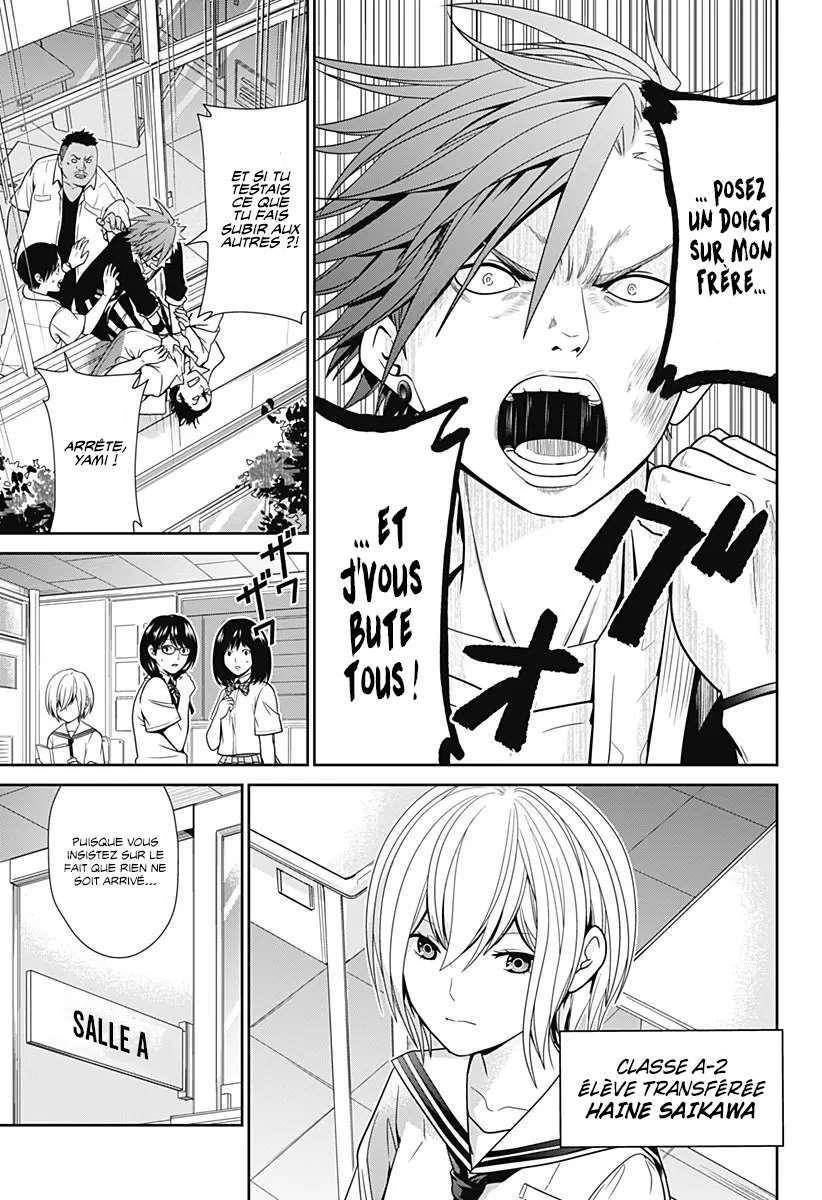 ... POSEZ
UN DOIGT
SUR MON
FRÈRE...
... ET
J'VOUS
BUTE
TOUS !
グ
オ
ET SI TU
TESTAIS
CE QUE
TU FAIS
SUBIR AUX
AUTRES ?!
ARRÊTE,
YAMI !
ザワ
ザワ
CLASSE A-2
ÉLÈVE TRANSFÉRÉE
HAINE SAIKAWA
PUISQUE VOUS
INSISTEZ SUR LE
FAIT QUE RIEN NE
SOIT ARRIVÉ...
SALLE A